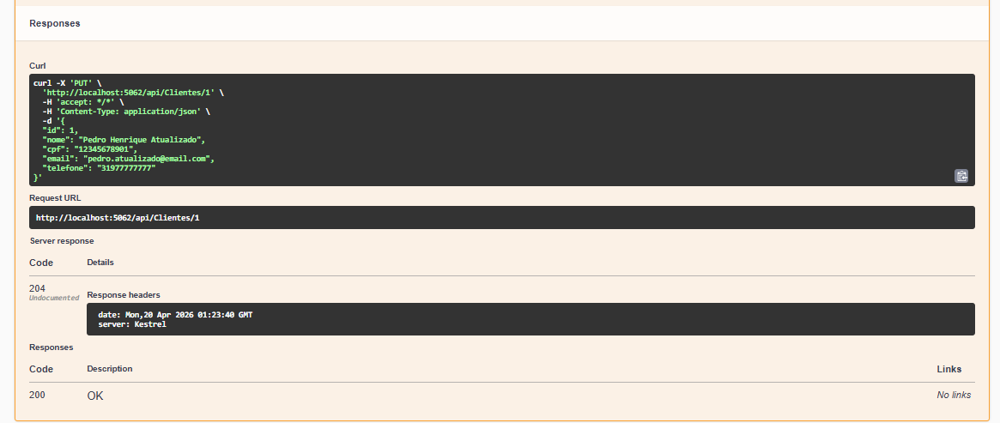 Responses
Curl
curl -X 'PUT' \
  'http://localhost:5062/api/Clientes/1' \
  -H 'accept: */*' \
  -H 'Content-Type: application/json' \
  -d '{
  "id": 1,
  "nome": "Pedro Henrique Atualizado",
  "cpf": "12345678901",
  "email": "pedro.atualizado@email.com",
  "telefone": "31977777777"
}'
Request URL
http://localhost:5062/api/Clientes/1
Server response
Code Details
204
Undocumented
Response headers
date: Mon,20 Apr 2026 01:23:40 GMT
server: Kestrel
Responses
Code Description Links
200 OK No links